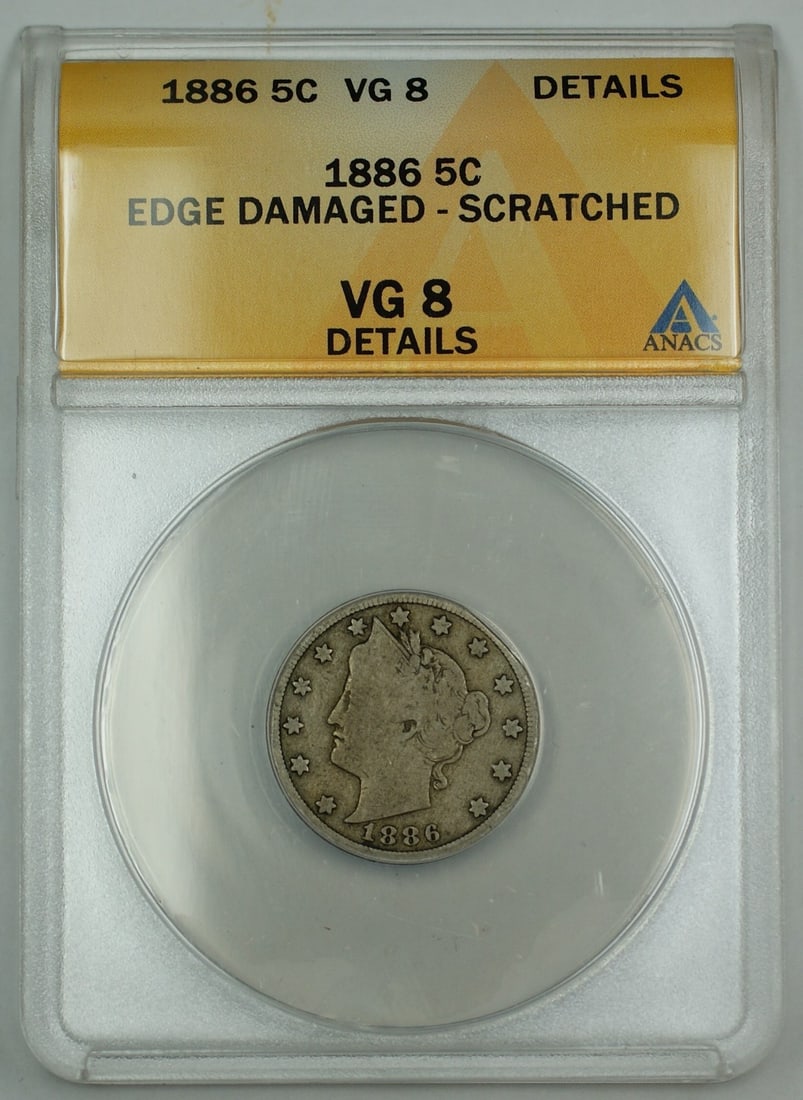 1886 5C VG 8 DETAILS
1886 5C
EDGE DAMAGED - SCRATCHED
VG 8
DETAILS
ANACS
1886